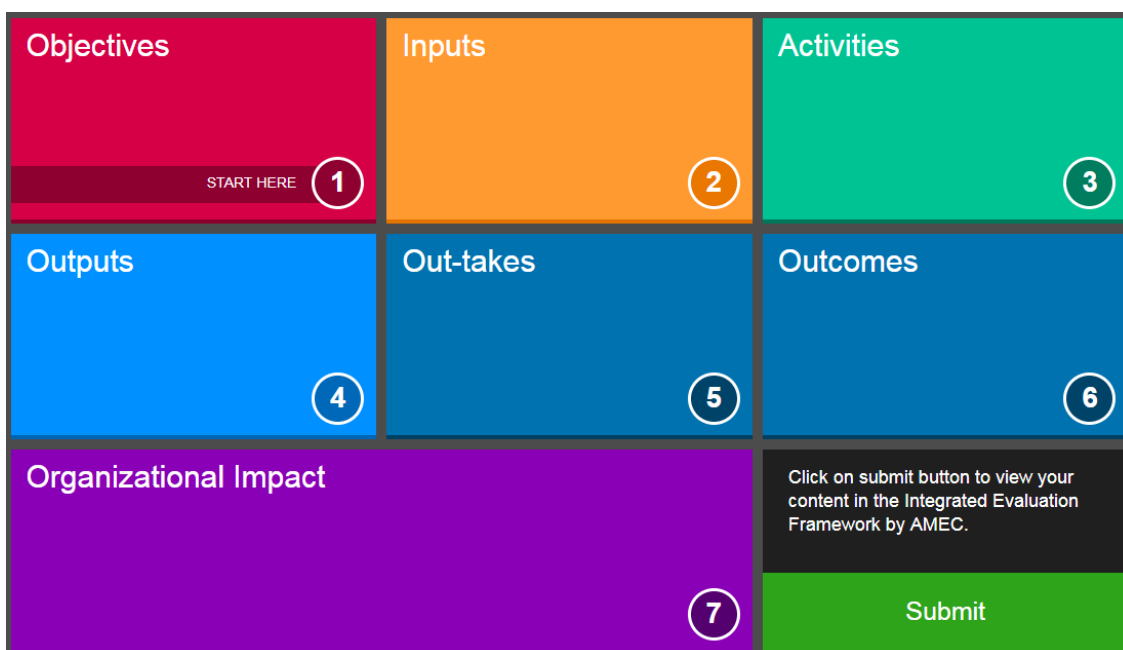 Objectives
START HERE 1
Inputs
2
Activities
3
Outputs
4
Out-takes
5
Outcomes
6
Organizational Impact
7
Click on submit button to view your
content in the Integrated Evaluation
Framework by AMEC.
Submit